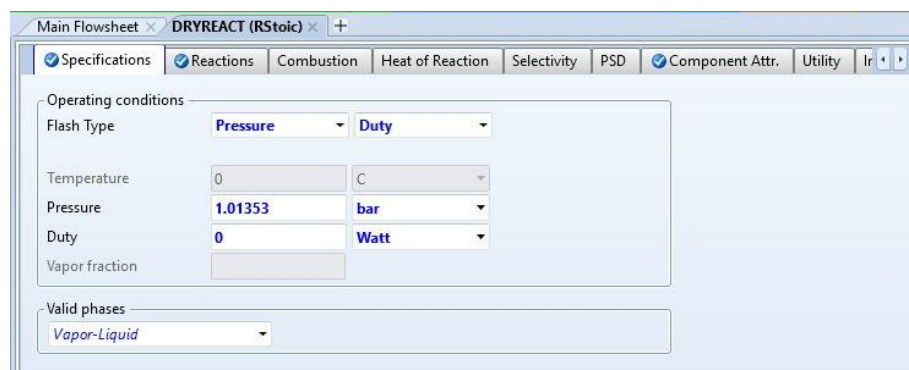 Main Flowsheet × DRYREACT (RStoic) × +
Specifications Reactions Combustion Heat of Reaction Selectivity PSD Component Attr. Utility
Operating conditions
Flash Type Pressure Duty
Temperature 0 C
Pressure 1.01353 bar
Duty 0 Watt
Vapor fraction
Valid phases
Vapor-Liquid